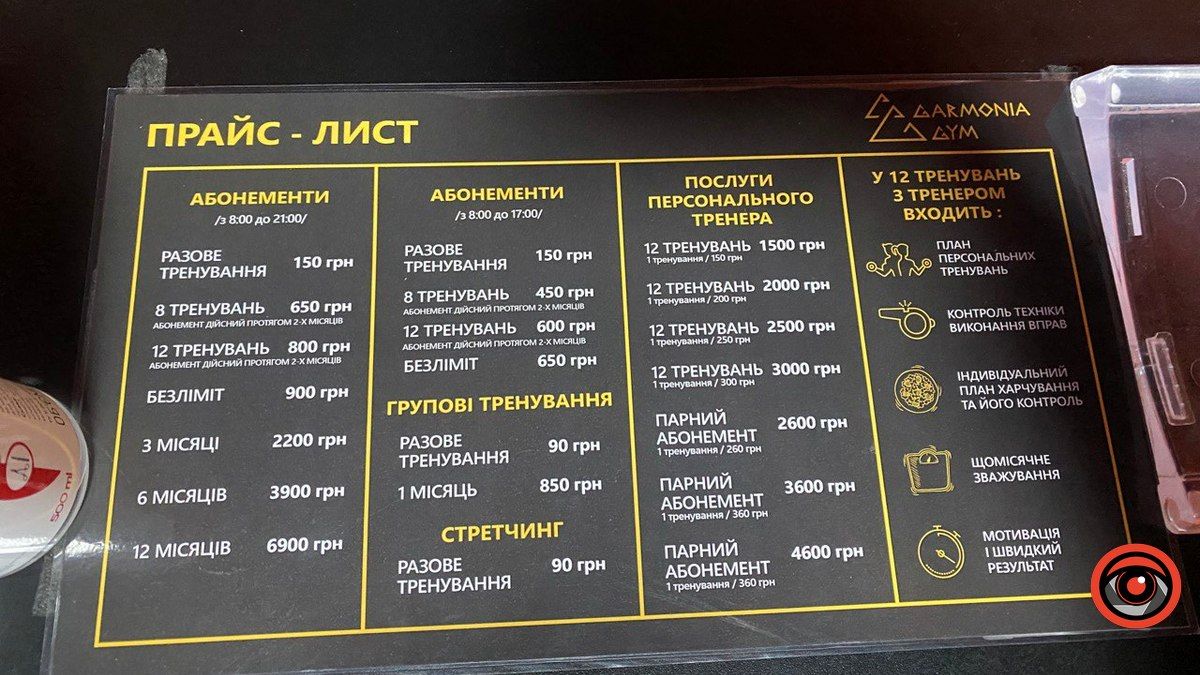 ПРАЙС - ЛИСТ
GARMONIA
GYM
АБОНЕМЕНТИ
/з 8:00 до 21:00/
РАЗОВЕ
ТРЕНУВАННЯ 150 грн
8 ТРЕНУВАНЬ 650 грн
АБОНЕМЕНТ ДІЙСНИЙ ПРОТЯГОМ 2-Х МІСЯЦІВ
12 ТРЕНУВАНЬ 800 грн
АБОНЕМЕНТ ДІЙСНИЙ ПРОТЯГОМ 2-Х МІСЯЦІВ
БЕЗЛІМІТ 900 грн
3 МІСЯЦІ 2200 грн
6 МІСЯЦІВ 3900 грн
12 МІСЯЦІВ 6900 грн
АБОНЕМЕНТИ
/з 8:00 до 17:00/
РАЗОВЕ
ТРЕНУВАННЯ 150 грн
8 ТРЕНУВАНЬ 450 грн
АБОНЕМЕНТ ДІЙСНИЙ ПРОТЯГОМ 2-Х МІСЯЦІВ
12 ТРЕНУВАНЬ 600 грн
АБОНЕМЕНТ ДІЙСНИЙ ПРОТЯГОМ 2-Х МІСЯЦІВ
БЕЗЛІМІТ 650 грн
ГРУПОВІ ТРЕНУВАННЯ
РАЗОВЕ
ТРЕНУВАННЯ 90 грн
1 МІСЯЦЬ 850 грн
СТРЕТЧИНГ
РАЗОВЕ
ТРЕНУВАННЯ 90 грн
ПОСЛУГИ
ПЕРСОНАЛЬНОГО
ТРЕНЕРА
12 ТРЕНУВАНЬ 1500 грн
1 тренування / 150 грн
12 ТРЕНУВАНЬ 2000 грн
1 тренування / 200 грн
12 ТРЕНУВАНЬ 2500 грн
1 тренування / 250 грн
12 ТРЕНУВАНЬ 3000 грн
1 тренування / 300 грн
ПАРНИЙ
АБОНЕМЕНТ 2600 грн
1 тренування / 260 грн
ПАРНИЙ
АБОНЕМЕНТ 3600 грн
1 тренування / 360 грн
ПАРНИЙ
АБОНЕМЕНТ 4600 грн
1 тренування / 360 грн
У 12 ТРЕНУВАНЬ
З ТРЕНЕРОМ
ВХОДИТЬ :
ПЛАН
ПЕРСОНАЛЬНИХ
ТРЕНУВАНЬ
КОНТРОЛЬ ТЕХНІКИ
ВИКОНАННЯ ВПРАВ
ІНДИВІДУАЛЬНИЙ
ПЛАН ХАРЧУВАННЯ
ТА ЙОГО КОНТРОЛЬ
ЩОМІСЯЧНЕ
ЗВАЖУВАННЯ
МОТИВАЦІЯ
І ШВИДКИЙ
РЕЗУЛЬТАТ
500 ml